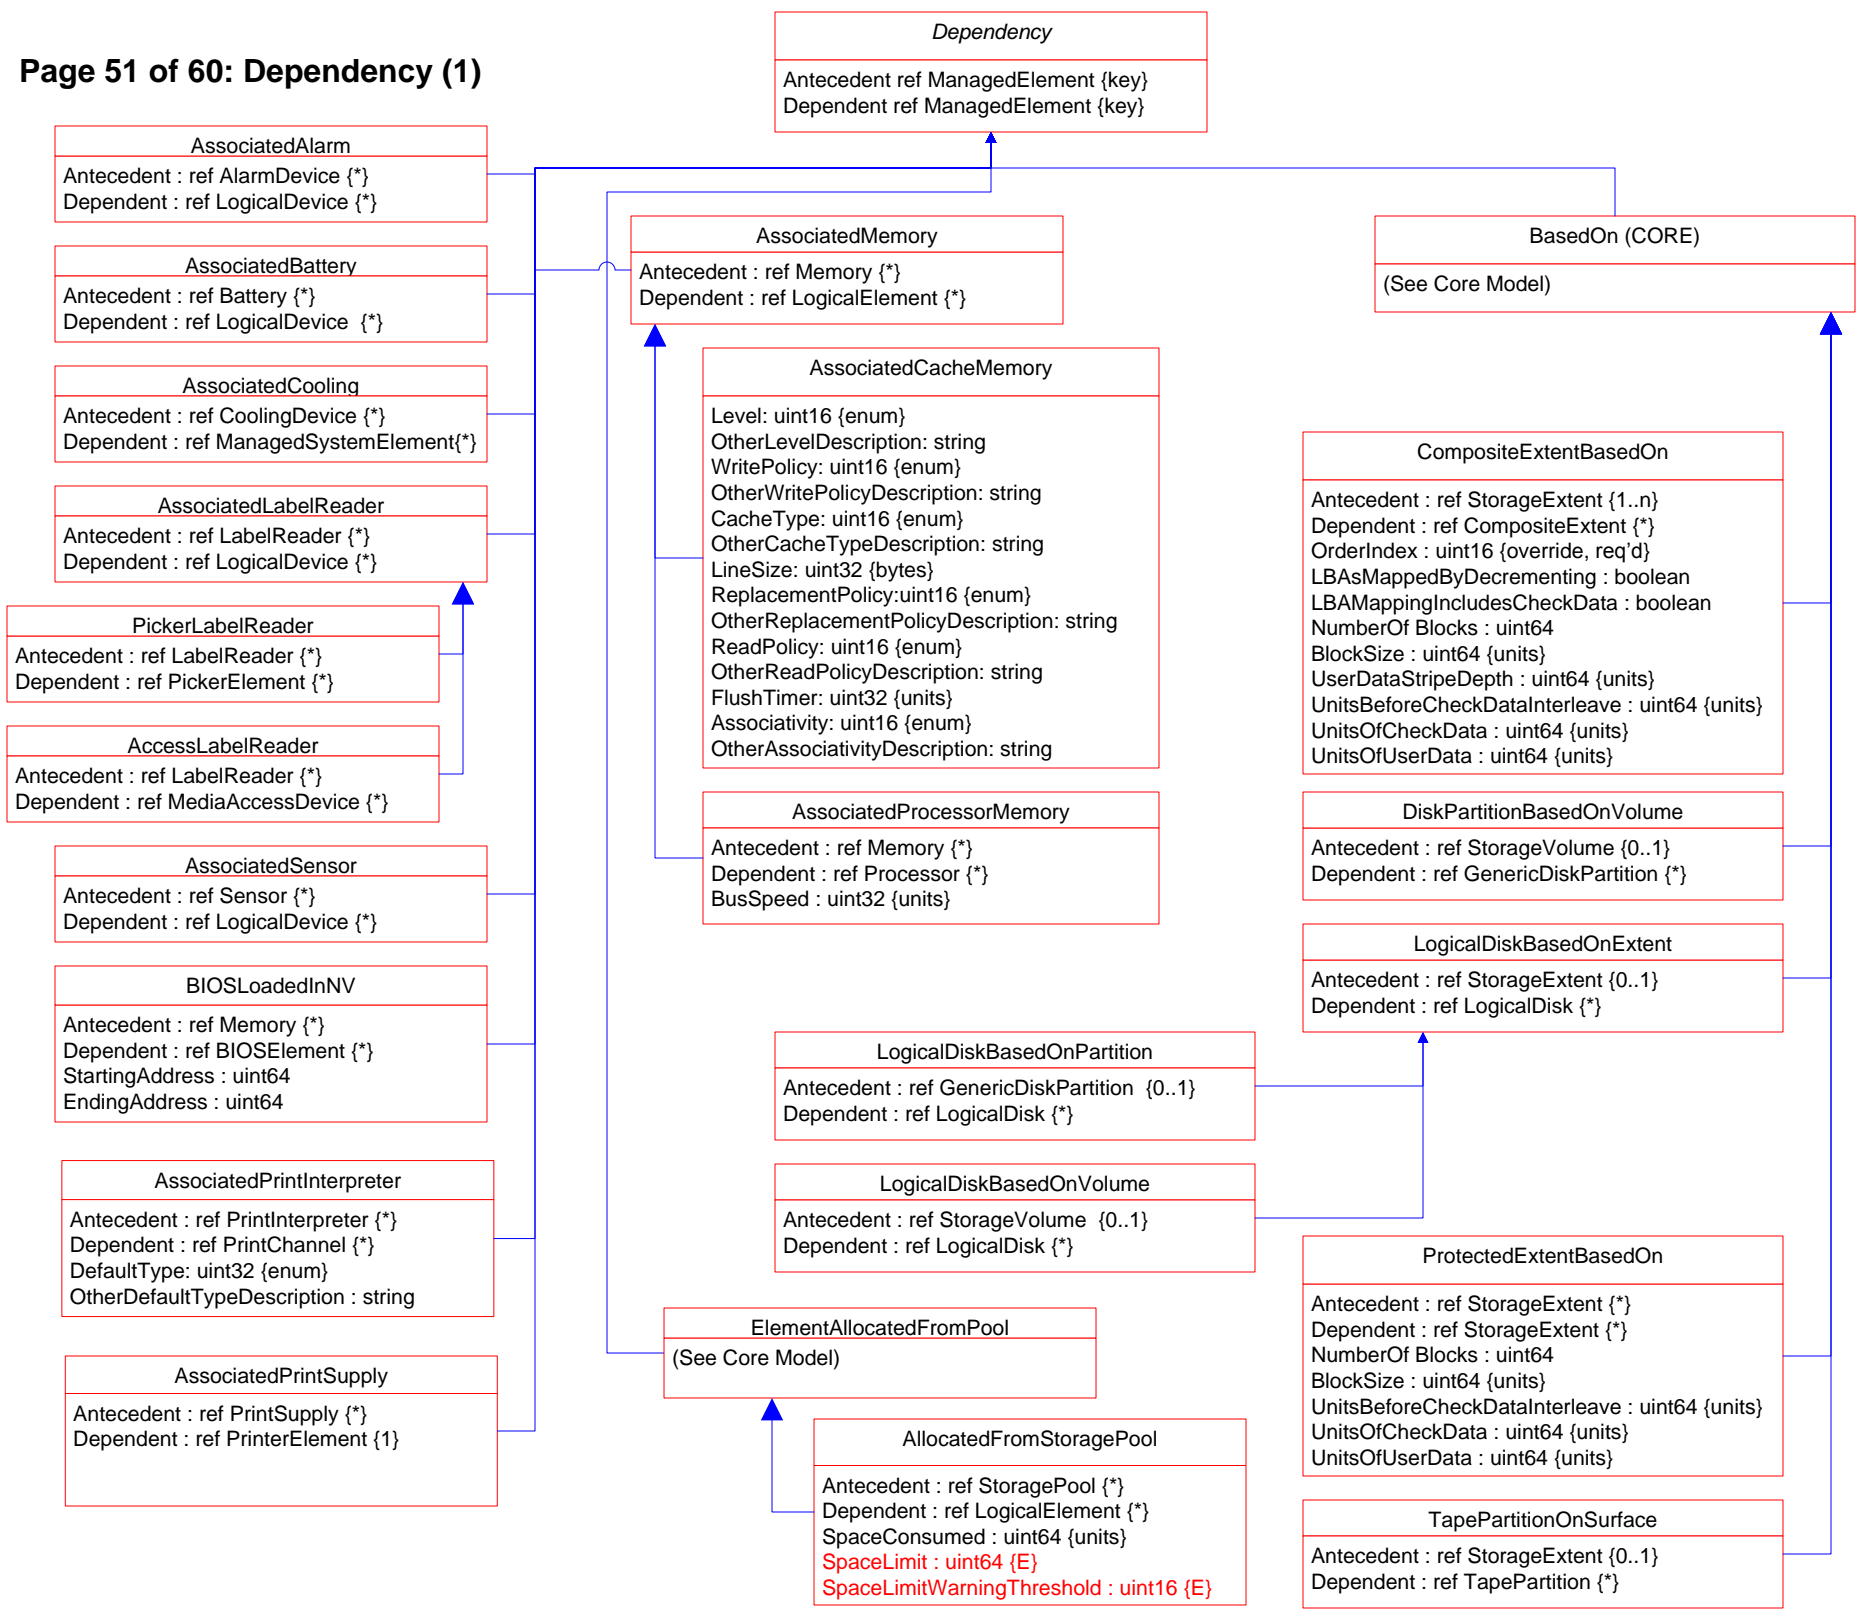 Page 51 of 60: Dependency (1)
Dependency
Antecedent ref ManagedElement {key}
Dependent ref ManagedElement {key}
AssociatedAlarm
Antecedent : ref AlarmDevice {*}
Dependent : ref LogicalDevice {*}
AssociatedBattery
Antecedent : ref Battery {*}
Dependent : ref LogicalDevice  {*}
AssociatedCooling
Antecedent : ref CoolingDevice {*}
Dependent : ref ManagedSystemElement{*}
AssociatedLabelReader
Antecedent : ref LabelReader {*}
Dependent : ref LogicalDevice {*}
PickerLabelReader
Antecedent : ref LabelReader {*}
Dependent : ref PickerElement {*}
AccessLabelReader
Antecedent : ref LabelReader {*}
Dependent : ref MediaAccessDevice {*}
AssociatedSensor
Antecedent : ref Sensor {*}
Dependent : ref LogicalDevice {*}
BIOSLoadedInNV
Antecedent : ref Memory {*}
Dependent : ref BIOSElement {*}
StartingAddress : uint64
EndingAddress : uint64
AssociatedPrintInterpreter
Antecedent : ref PrintInterpreter {*}
Dependent : ref PrintChannel {*}
DefaultType: uint32 {enum}
OtherDefaultTypeDescription : string
AssociatedPrintSupply
Antecedent : ref PrintSupply {*}
Dependent : ref PrinterElement {1}
AssociatedMemory
Antecedent : ref Memory {*}
Dependent : ref LogicalElement {*}
AssociatedCacheMemory
Level: uint16 {enum}
OtherLevelDescription: string
WritePolicy: uint16 {enum}
OtherWritePolicyDescription: string
CacheType: uint16 {enum}
OtherCacheTypeDescription: string
LineSize: uint32 {bytes}
ReplacementPolicy:uint16 {enum}
OtherReplacementPolicyDescription: string
ReadPolicy: uint16 {enum}
OtherReadPolicyDescription: string
FlushTimer: uint32 {units}
Associativity: uint16 {enum}
OtherAssociativityDescription: string
AssociatedProcessorMemory
Antecedent : ref Memory {*}
Dependent : ref Processor {*}
BusSpeed : uint32 {units}
LogicalDiskBasedOnPartition
Antecedent : ref GenericDiskPartition  {0..1}
Dependent : ref LogicalDisk {*}
LogicalDiskBasedOnVolume
Antecedent : ref StorageVolume  {0..1}
Dependent : ref LogicalDisk {*}
ElementAllocatedFromPool
(See Core Model)
AllocatedFromStoragePool
Antecedent : ref StoragePool {*}
Dependent : ref LogicalElement {*}
SpaceConsumed : uint64 {units}
SpaceLimit : uint64 {E}
SpaceLimitWarningThreshold : uint16 {E}
BasedOn (CORE)
(See Core Model)
CompositeExtentBasedOn
Antecedent : ref StorageExtent {1..n}
Dependent : ref CompositeExtent {*}
OrderIndex : uint16 {override, req’d}
LBAsMappedByDecrementing : boolean
LBAMappingIncludesCheckData : boolean
NumberOf Blocks : uint64
BlockSize : uint64 {units}
UserDataStripeDepth : uint64 {units}
UnitsBeforeCheckDataInterleave : uint64 {units}
UnitsOfCheckData : uint64 {units}
UnitsOfUserData : uint64 {units}
DiskPartitionBasedOnVolume
Antecedent : ref StorageVolume {0..1}
Dependent : ref GenericDiskPartition {*}
LogicalDiskBasedOnExtent
Antecedent : ref StorageExtent {0..1}
Dependent : ref LogicalDisk {*}
ProtectedExtentBasedOn
Antecedent : ref StorageExtent {*}
Dependent : ref StorageExtent {*}
NumberOf Blocks : uint64
BlockSize : uint64 {units}
UnitsBeforeCheckDataInterleave : uint64 {units}
UnitsOfCheckData : uint64 {units}
UnitsOfUserData : uint64 {units}
TapePartitionOnSurface
Antecedent : ref StorageExtent {0..1}
Dependent : ref TapePartition {*}